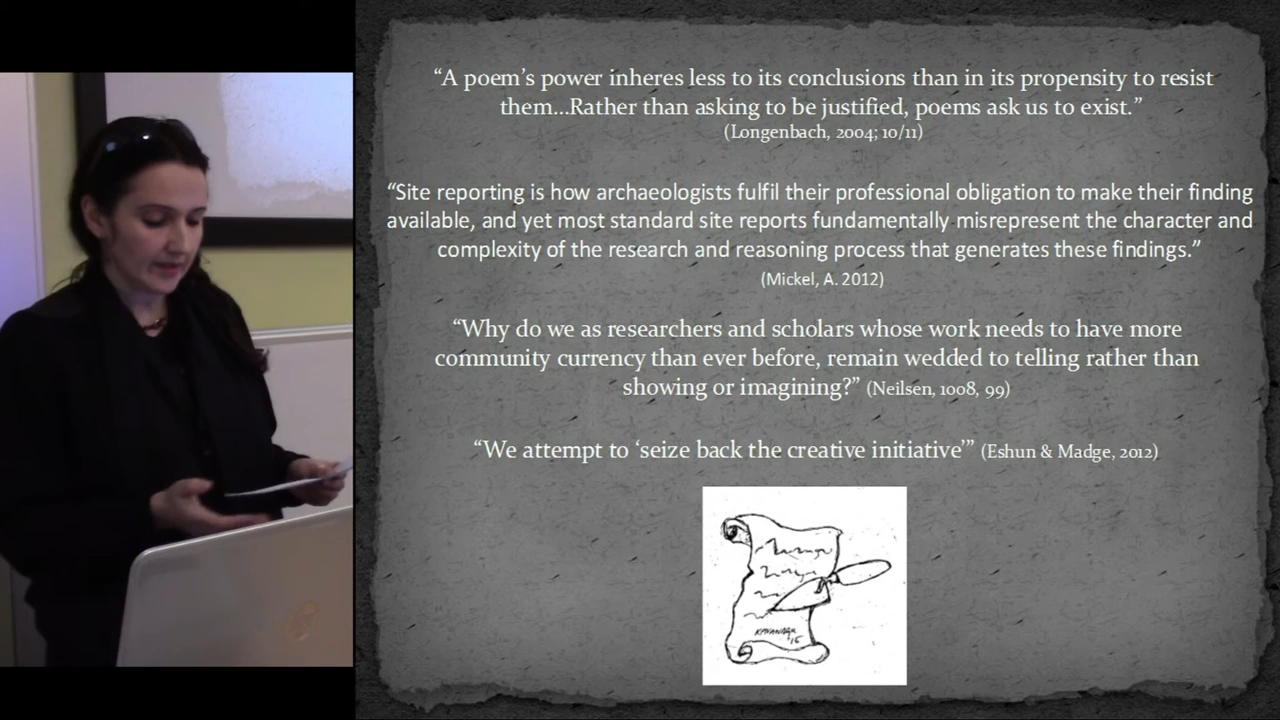 “A poem’s power inheres less to its conclusions than in its propensity to resist
them...Rather than asking to be justified, poems ask us to exist.”
(Longenbach, 2004; 10/11)
“Site reporting is how archaeologists fulfil their professional obligation to make their finding
available, and yet most standard site reports fundamentally misrepresent the character and
complexity of the research and reasoning process that generates these findings.”
(Mickel, A. 2012)
“Why do we as researchers and scholars whose work needs to have more
community currency than ever before, remain wedded to telling rather than
showing or imagining?” (Neilsen, 1008, 99)
“We attempt to ‘seize back the creative initiative’” (Eshun & Madge, 2012)
KAVANAGH
'15